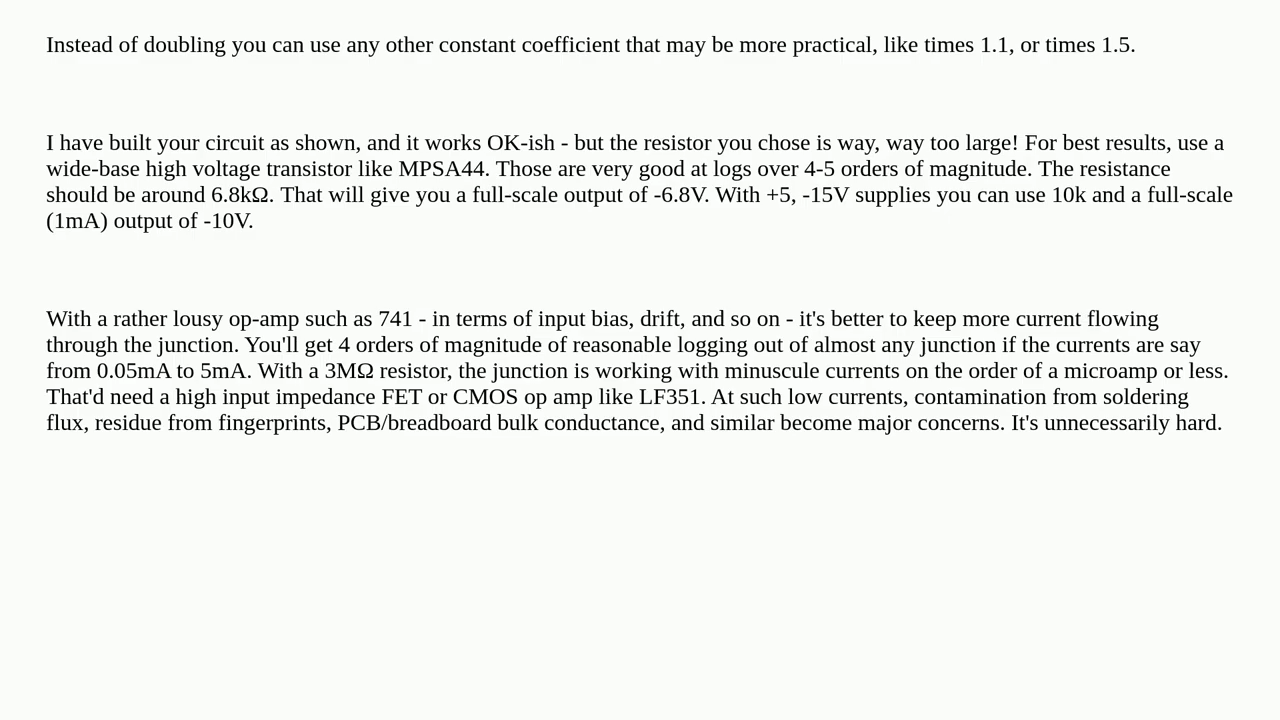 Instead of doubling you can use any other constant coefficient that may be more practical, like times 1.1, or times 1.5.
I have built your circuit as shown, and it works OK-ish - but the resistor you chose is way, way too large! For best results, use a
wide-base high voltage transistor like MPSA44. Those are very good at logs over 4-5 orders of magnitude. The resistance
should be around 6.8kΩ. That will give you a full-scale output of -6.8V. With +5, -15V supplies you can use 10k and a full-scale
(1mA) output of -10V.
With a rather lousy op-amp such as 741 - in terms of input bias, drift, and so on - it's better to keep more current flowing
through the junction. You'll get 4 orders of magnitude of reasonable logging out of almost any junction if the currents are say
from 0.05mA to 5mA. With a 3MΩ resistor, the junction is working with minuscule currents on the order of a microamp or less.
That'd need a high input impedance FET or CMOS op amp like LF351. At such low currents, contamination from soldering
flux, residue from fingerprints, PCB/breadboard bulk conductance, and similar become major concerns. It's unnecessarily hard.